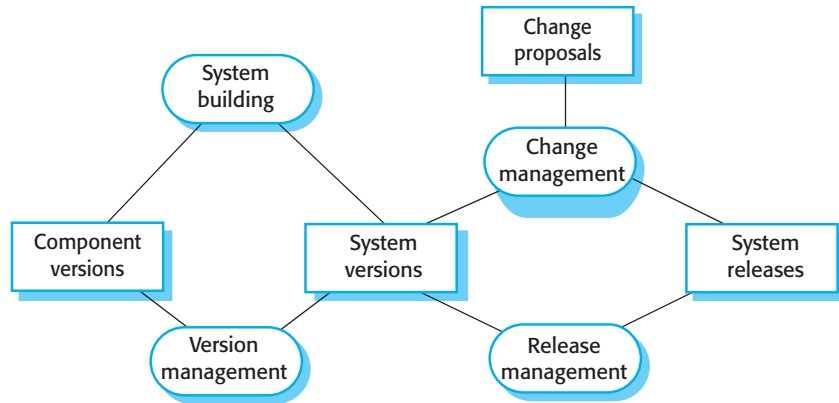 Change
proposals
System
building
Change
management
Component
versions
System
versions
System
releases
Version
management
Release
management